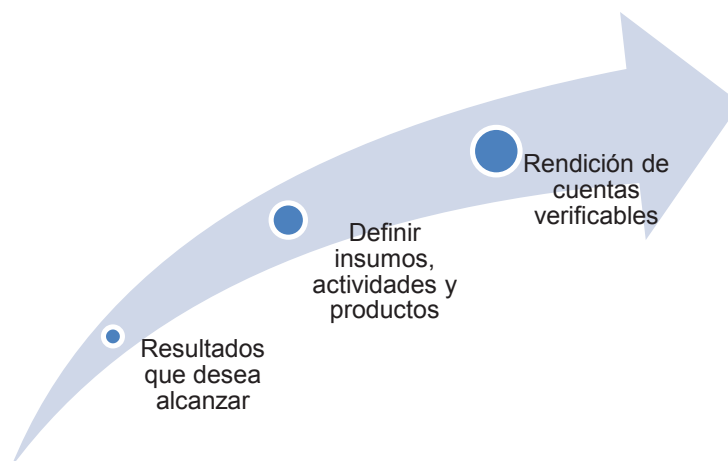 Rendición de
cuentas
verificables
Definir
insumos,
actividades y
productos
Resultados
que desea
alcanzar